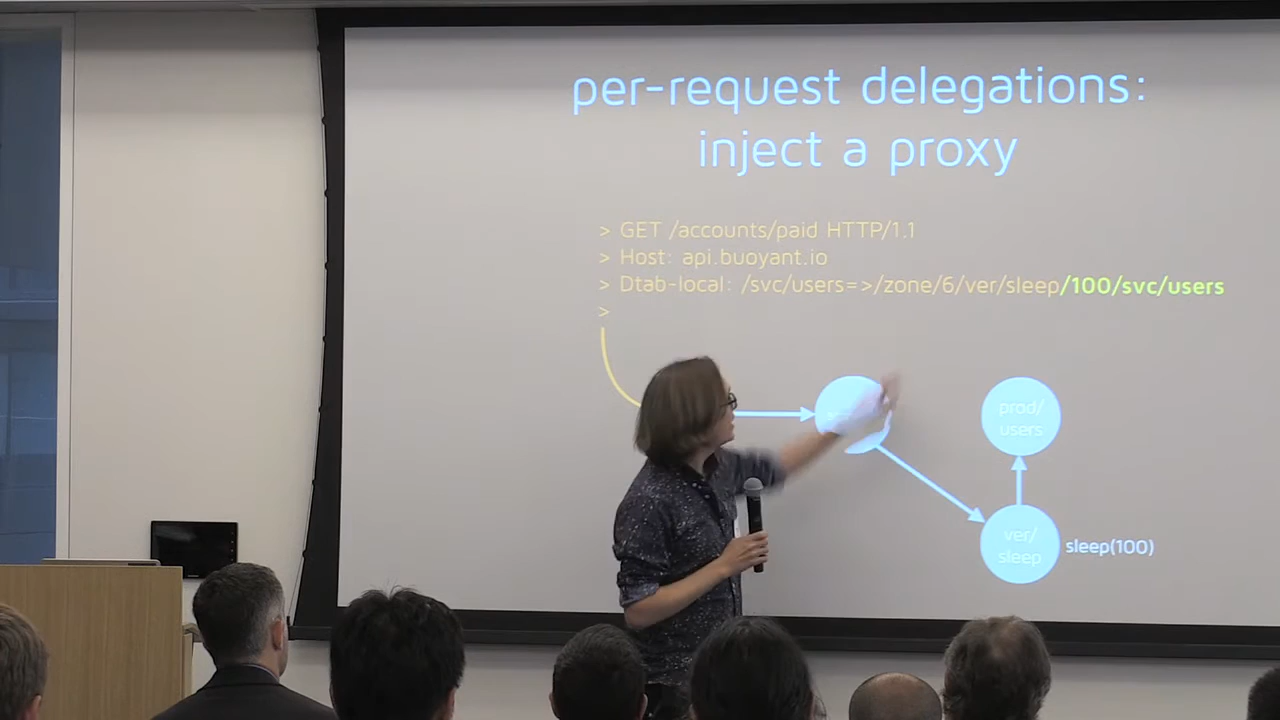 per-request delegations:
inject a proxy
> GET /accounts/paid HTTP/1.1
> Host: api.buoyant.io
> Dtab-local: /svc/users=>/zone/6/ver/sleep/100/svc/users
>
prod/
users
ver/
sleep
sleep(100)